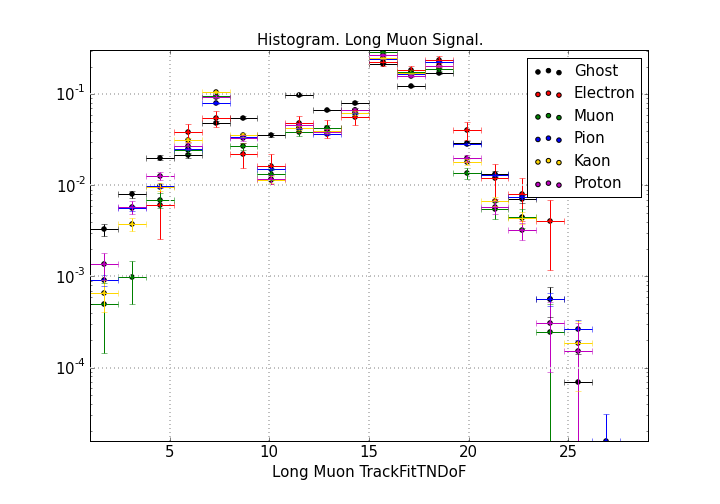 Histogram. Long Muon Signal.
Ghost
Electron
Muon
Pion
Kaon
Proton
10^-1
10^-2
10^-3
10^-4
5 10 15 20 25
Long Muon TrackFitTNDoF